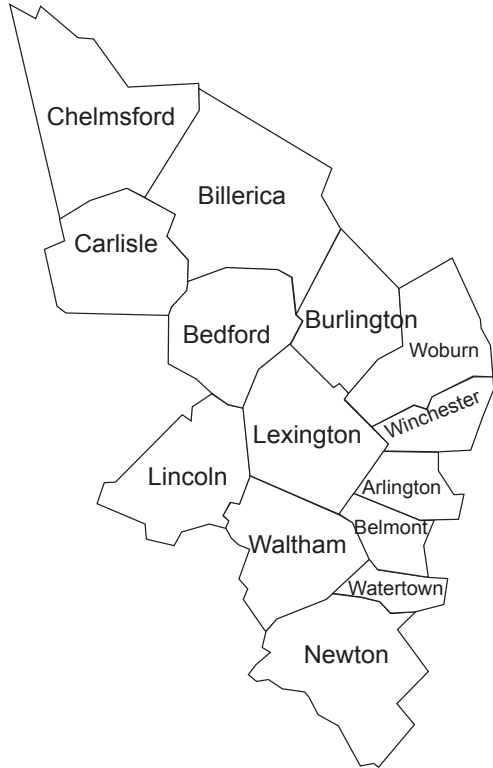 Chelmsford
Billerica
Carlisle
Burlington
Bedford
Woburn
Winchester
Lexington
Lincoln
Arlington
Belmont
Waltham
Watertown
Newton